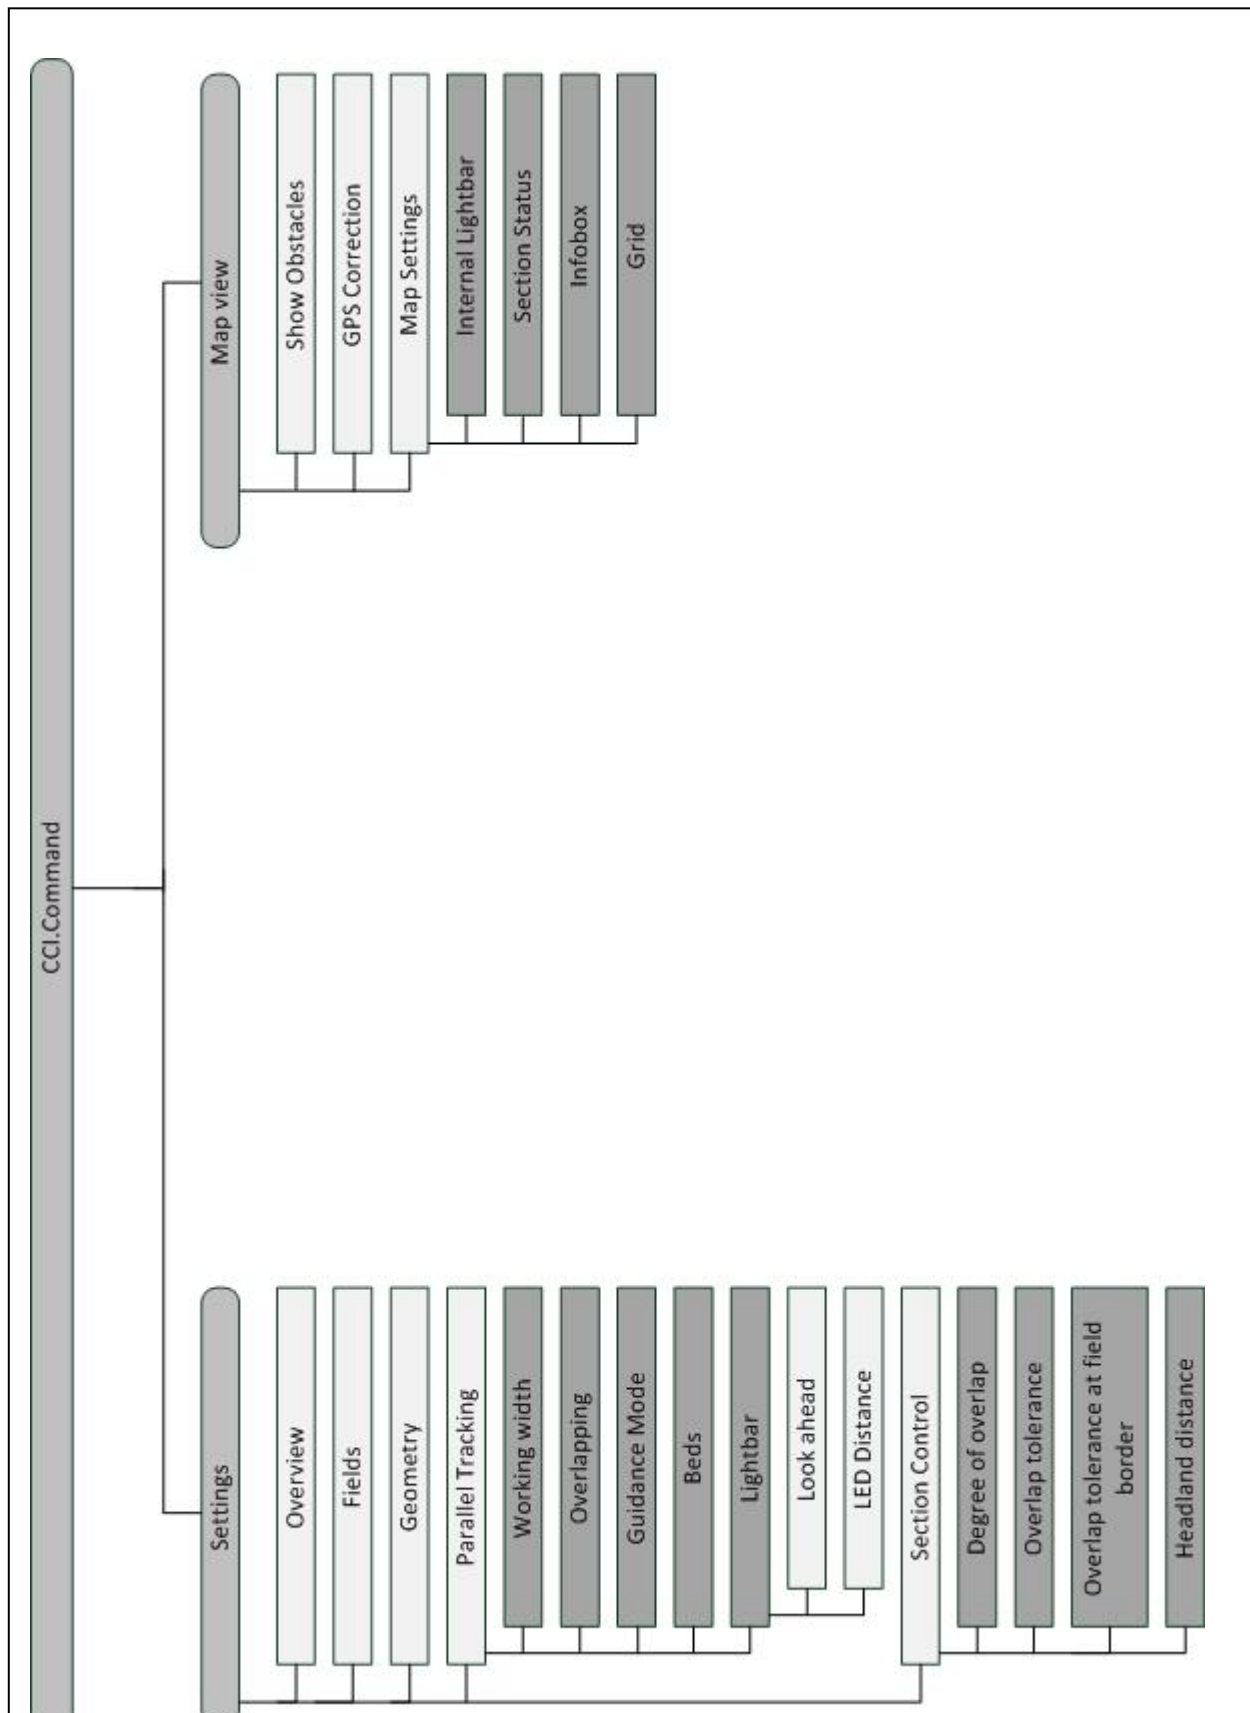 CCI.Command
Settings
Overview
Fields
Geometry
Parallel Tracking
Working width
Overlapping
Guidance Mode
Beds
Lightbar
Look ahead
LED Distance
Section Control
Degree of overlap
Overlap tolerance
Overlap tolerance at field
border
Headland distance
Map view
Show Obstacles
GPS Correction
Map Settings
Internal Lightbar
Section Status
Infobox
Grid